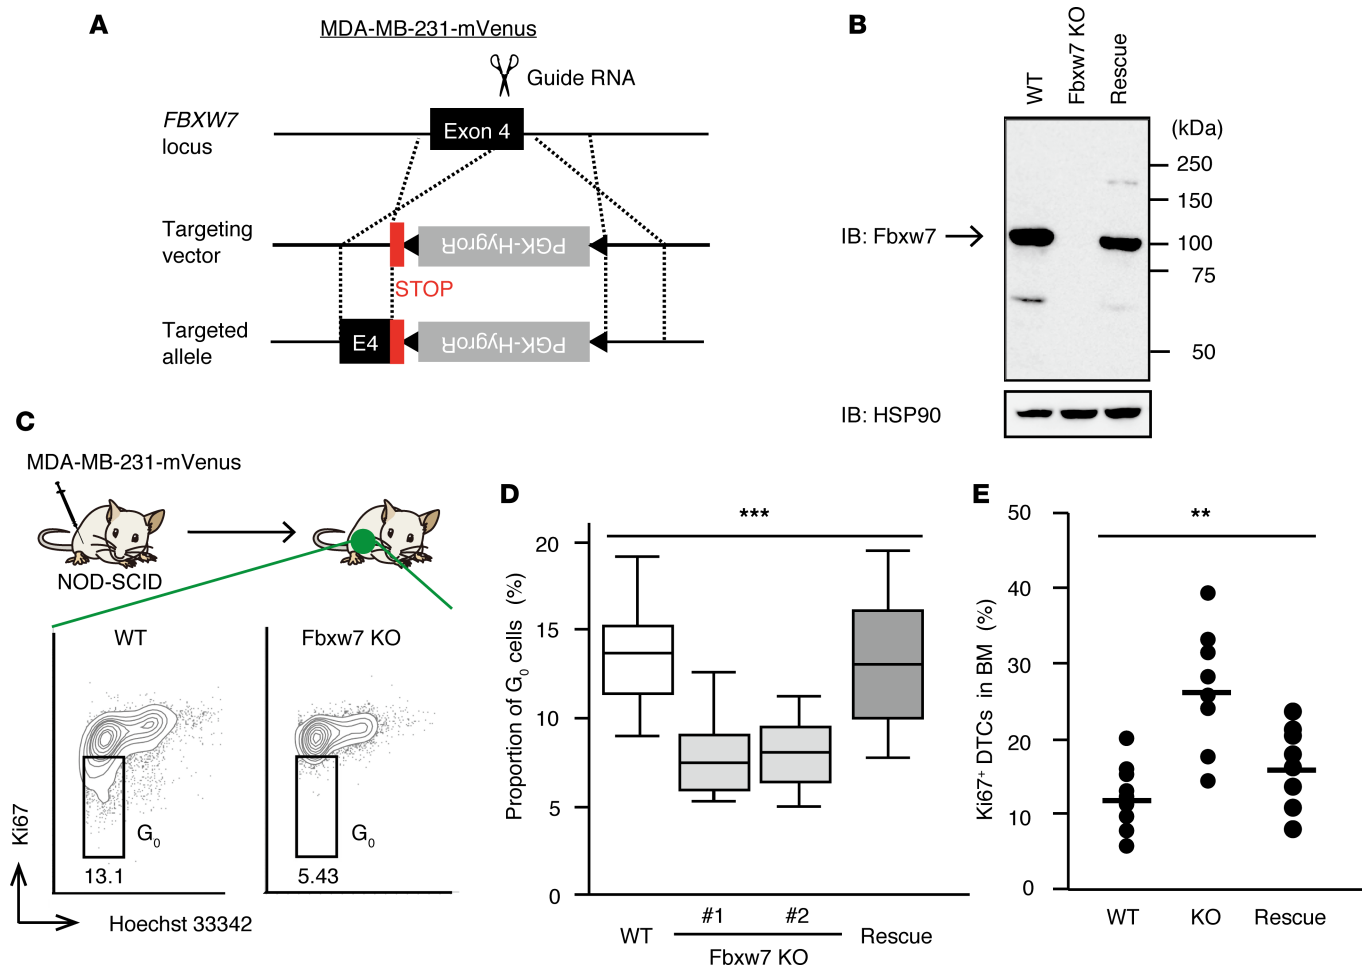 A
MDA-MB-231-mVenus
Guide RNA
FBXW7
locus
Exon 4
Targeting
vector
PGK-HygroR
STOP
Targeted
allele
E4
PGK-HygroR
B
WT
Fbxw7 KO
Rescue
(kDa)
250
150
IB: Fbxw7
100
75
50
IB: HSP90
C
MDA-MB-231-mVenus
NOD-SCID
WT
Fbxw7 KO
Ki67
G0
13.1
G0
5.43
Hoechst 33342
D
***
Proportion of G0 cells (%)
20
15
10
5
0
WT
#1
#2
Fbxw7 KO
Rescue
E
**
Ki67+ DTCs in BM (%)
50
40
30
20
10
0
WT
KO
Rescue